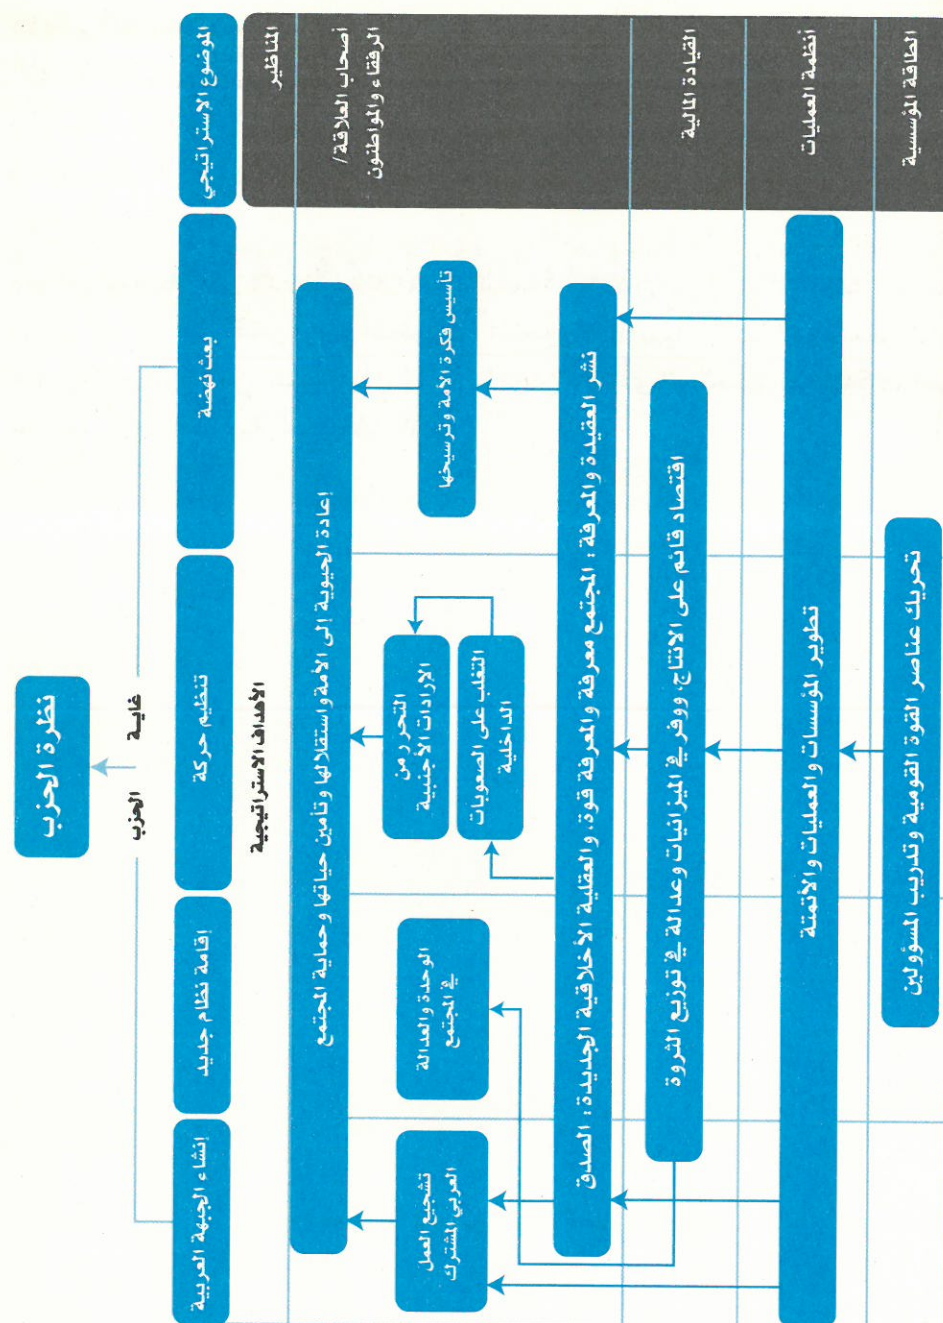 نظرة الحزب
غاية
الحزب
الموضوع الإستراتيجي
بعث نهضة
تنظيم حركة
إقامة نظام جديد
إنشاء الجبهة العربية
المناظير
الأهداف الاستراتيجية
أصحاب العلاقة /
الرفقاء والمواطنون
إعادة الحيوية إلى الأمة واستقلالها وتأمين حياتها وحماية المجتمع
تأسيس فكرة الأمة وترسيخها
التحرر من
الإرادات الأجنبية
التغلب على الصعوبات
الداخلية
الوحدة والعدالة
في المجتمع
تشجيع العمل
العربي المشترك
نشر العقيدة والمعرفة: المجتمع معرفة والمعرفة قوة، والعقلية الأخلاقية الجديدة: الصدق
القيادة المالية
اقتصاد قائم على الانتاج، ووفر في الميزانيات وعدالة في توزيع الثروة
أنظمة العمليات
تطوير المؤسسات والعمليات والأتمتة
الطاقة المؤسسية
تحريك عناصر القوة القومية وتدريب المسؤولين